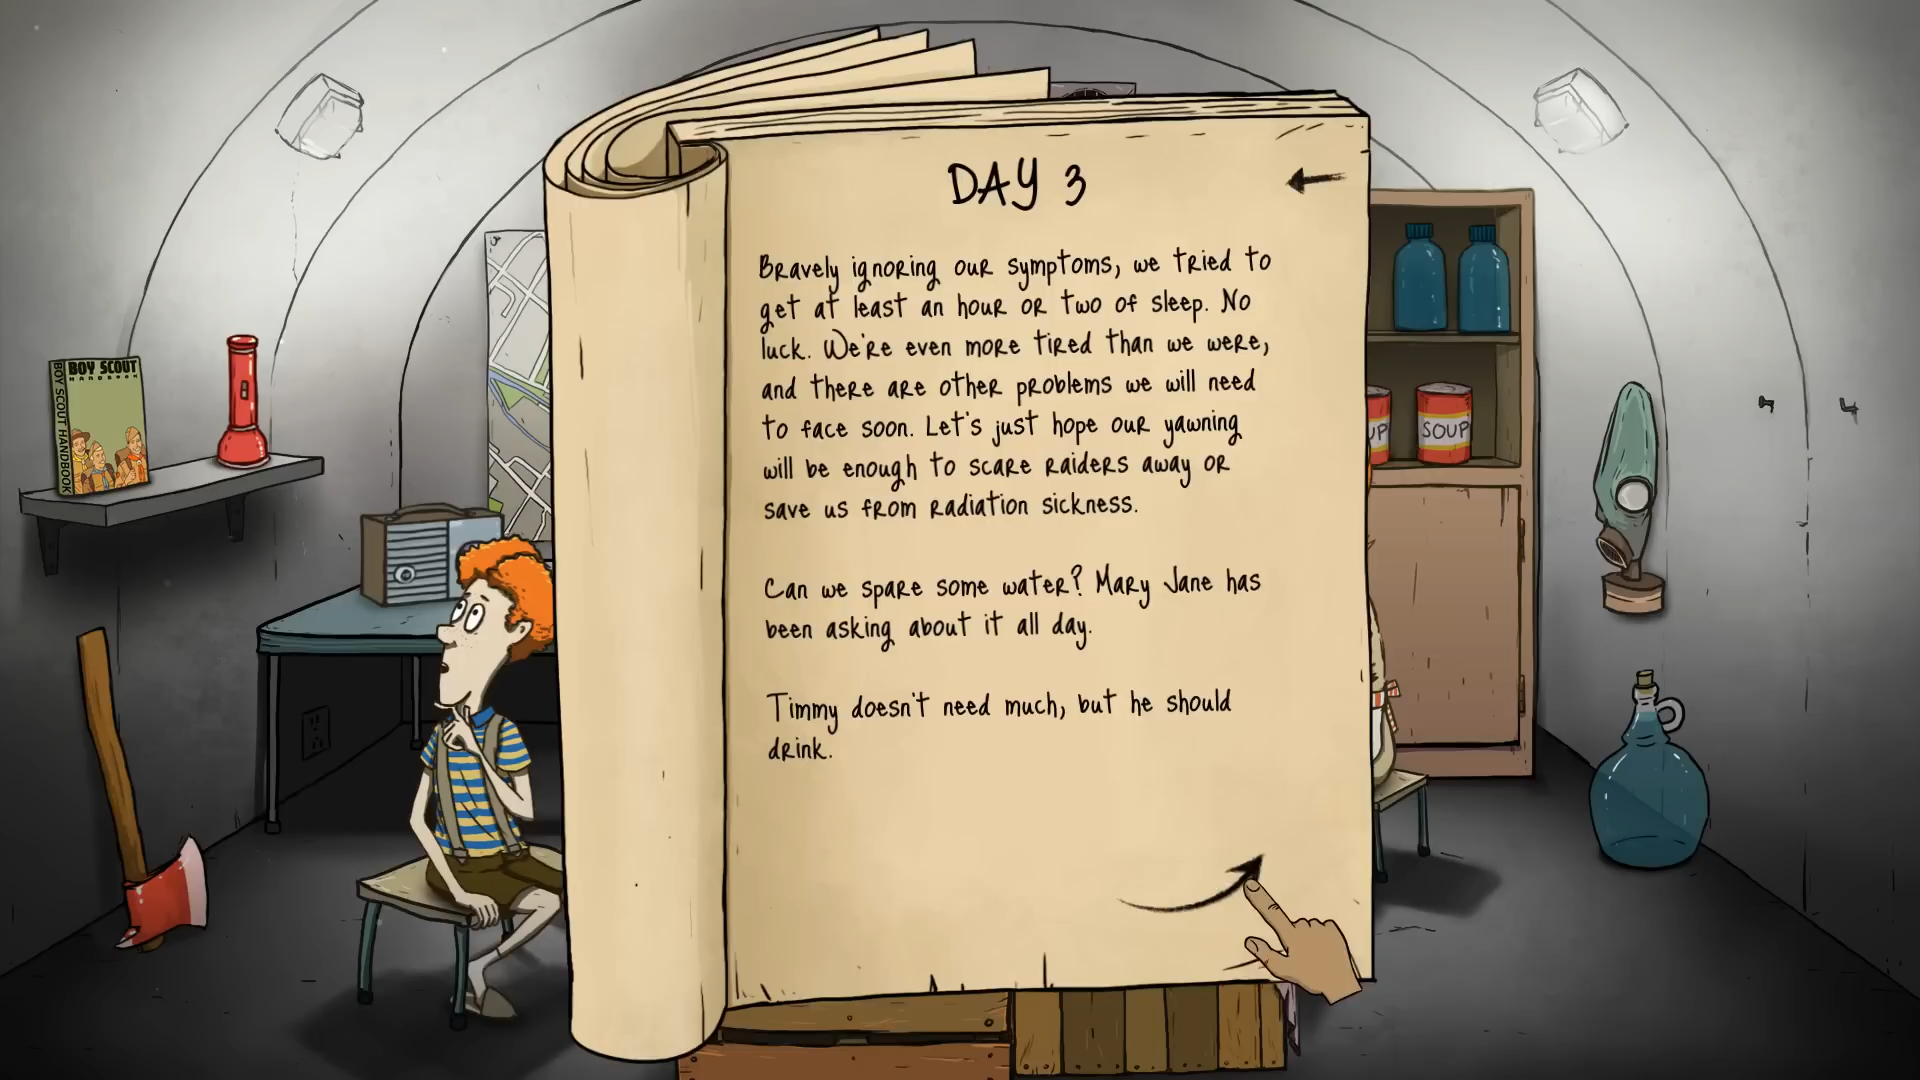 BOY SCOUT
HANDBOOK
BOY SCOUT HANDBOOK
DAY 3
Bravely ignoring our symptoms, we tried to
get at least an hour or two of sleep. No
luck. We're even more tired than we were,
and there are other problems we will need
to face soon. Let's just hope our yawning
will be enough to scare raiders away or
save us from radiation sickness.
Can we spare some water? Mary Jane has
been asking about it all day.
Timmy doesn't need much, but he should
drink.
UP
SOUP